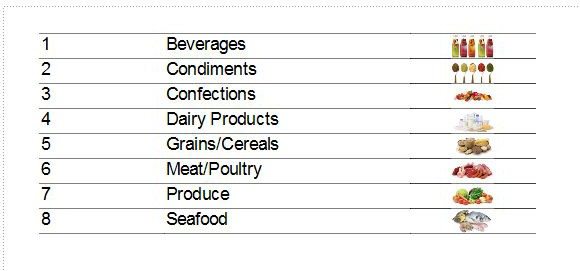 1 Beverages
2 Condiments
3 Confections
4 Dairy Products
5 Grains/Cereals
6 Meat/Poultry
7 Produce
8 Seafood